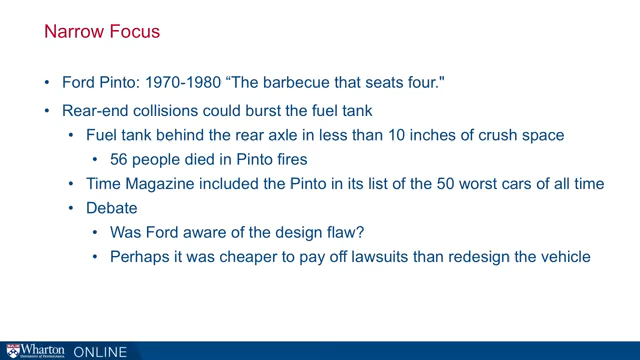 Narrow Focus
• Ford Pinto: 1970-1980 “The barbecue that seats four."
• Rear-end collisions could burst the fuel tank
• Fuel tank behind the rear axle in less than 10 inches of crush space
• 56 people died in Pinto fires
• Time Magazine included the Pinto in its list of the 50 worst cars of all time
• Debate
• Was Ford aware of the design flaw?
• Perhaps it was cheaper to pay off lawsuits than redesign the vehicle
Wharton ONLINE
UNIVERSITY of PENNSYLVANIA